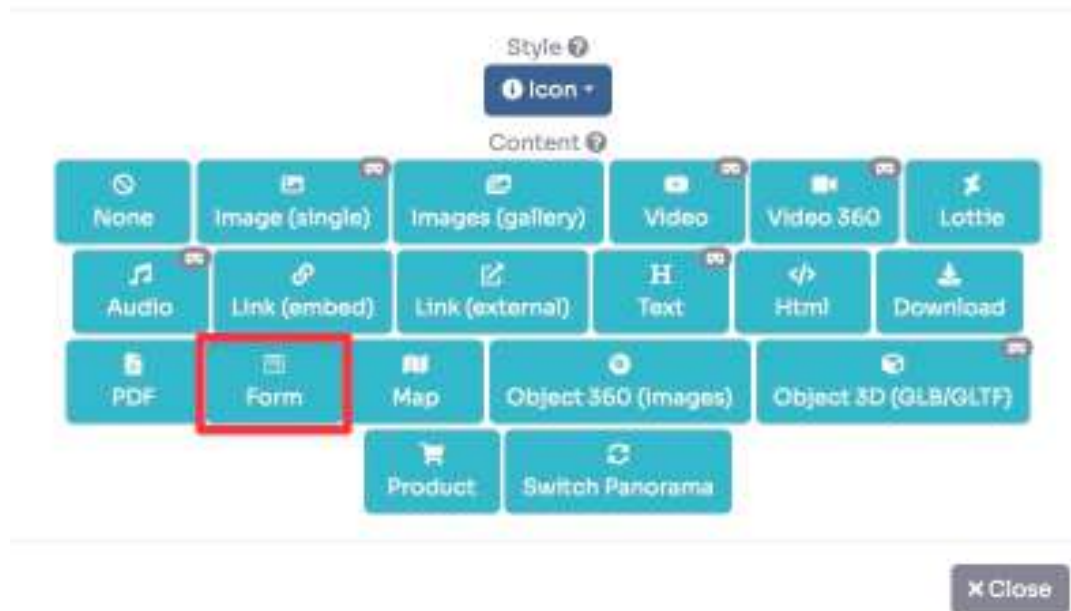 Style
Icon
Content
None Image (single) Images (gallery) Video Video 360 Lottie
Audio Link (embed) Link (external) H Text Html Download
PDF Form Map Object 360 (Images) Object 3D (GLB/GLTF)
Product Switch Panorama
Close